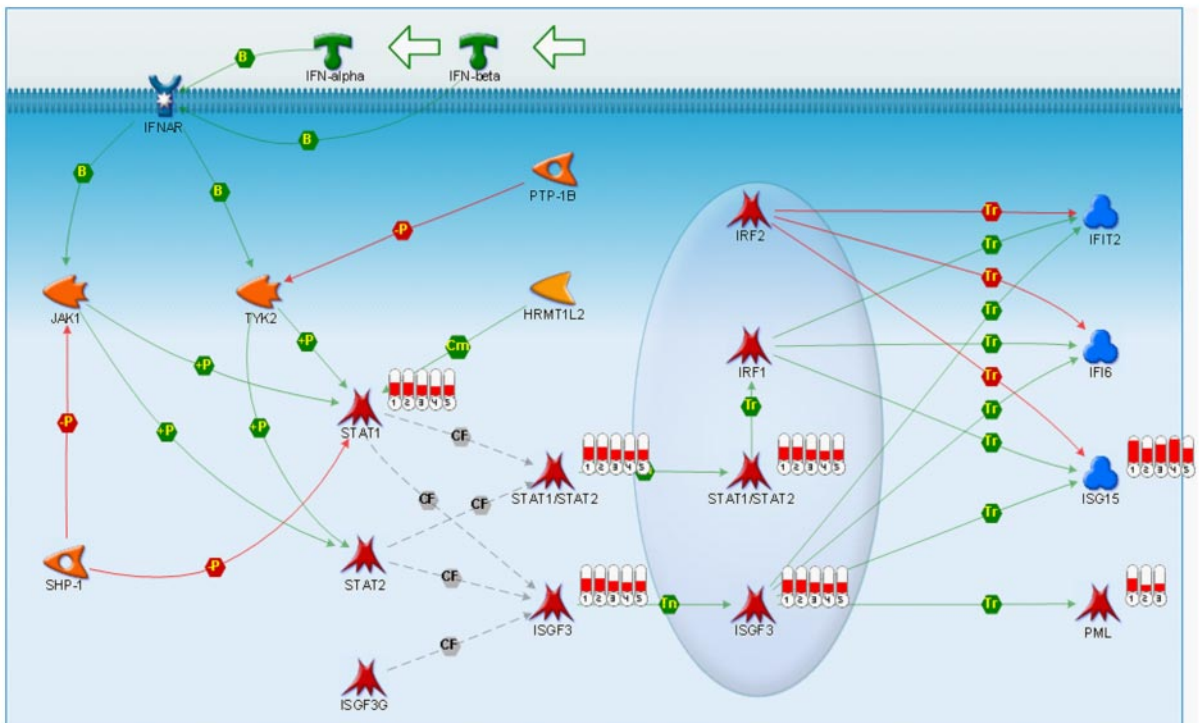 B
IFN-alpha
IFN-beta
B
IFNAR
B
B
PTP-1B
-P
IRF2
Tr
IFIT2
Tr
Tr
Tr
JAK1
TYK2
HRMT1L2
+P
+P
Cm
IRF1
Tr
IFI6
Tr
1 2 3 4 5
STAT1
Tr
Tr
-P
+P
+P
CF
Tr
STAT1/STAT2
1 2 3 4 5
STAT1/STAT2
1 2 3 4 5
ISG15
1 2 3 4 5
CF
CF
Tr
SHP-1
-P
STAT2
CF
ISGF3
1 2 3 4 5
Tn
ISGF3
1 2 3 4 5
Tr
PML
1 2 3
CF
ISGF3G